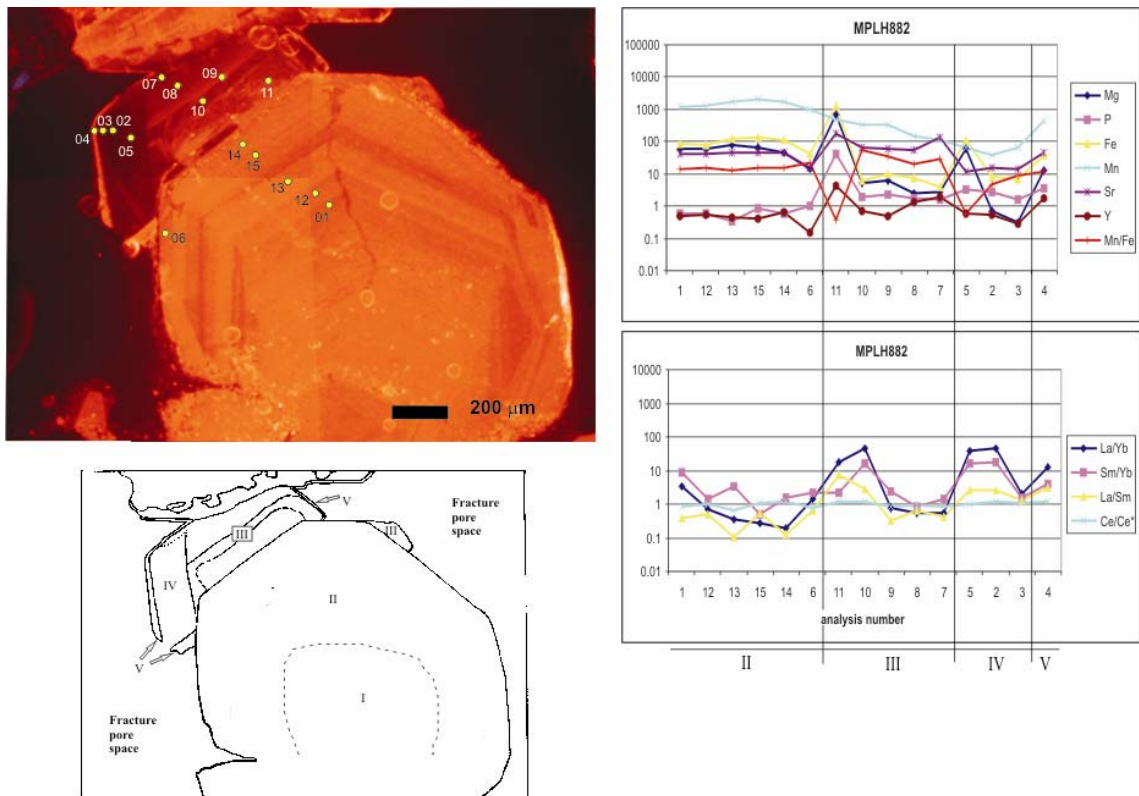 07
08
09
10
11
04
03
02
05
14
15
13
12
01
06
200 µm
MPLH882
100000
10000
1000
100
10
1
0.1
0.01
1 12 13 15 14 6 11 10 9 8 7 5 2 3 4
Mg
P
Fe
Mn
Sr
Y
Mn/Fe
MPLH882
10000
1000
100
10
1
0.1
0.01
1 12 13 15 14 6 11 10 9 8 7 5 2 3 4
analysis number
La/Yb
Sm/Yb
La/Sm
Ce/Ce*
II III IV V
V
Fracture
pore
space
III
III
IV
II
V
I
Fracture
pore
space